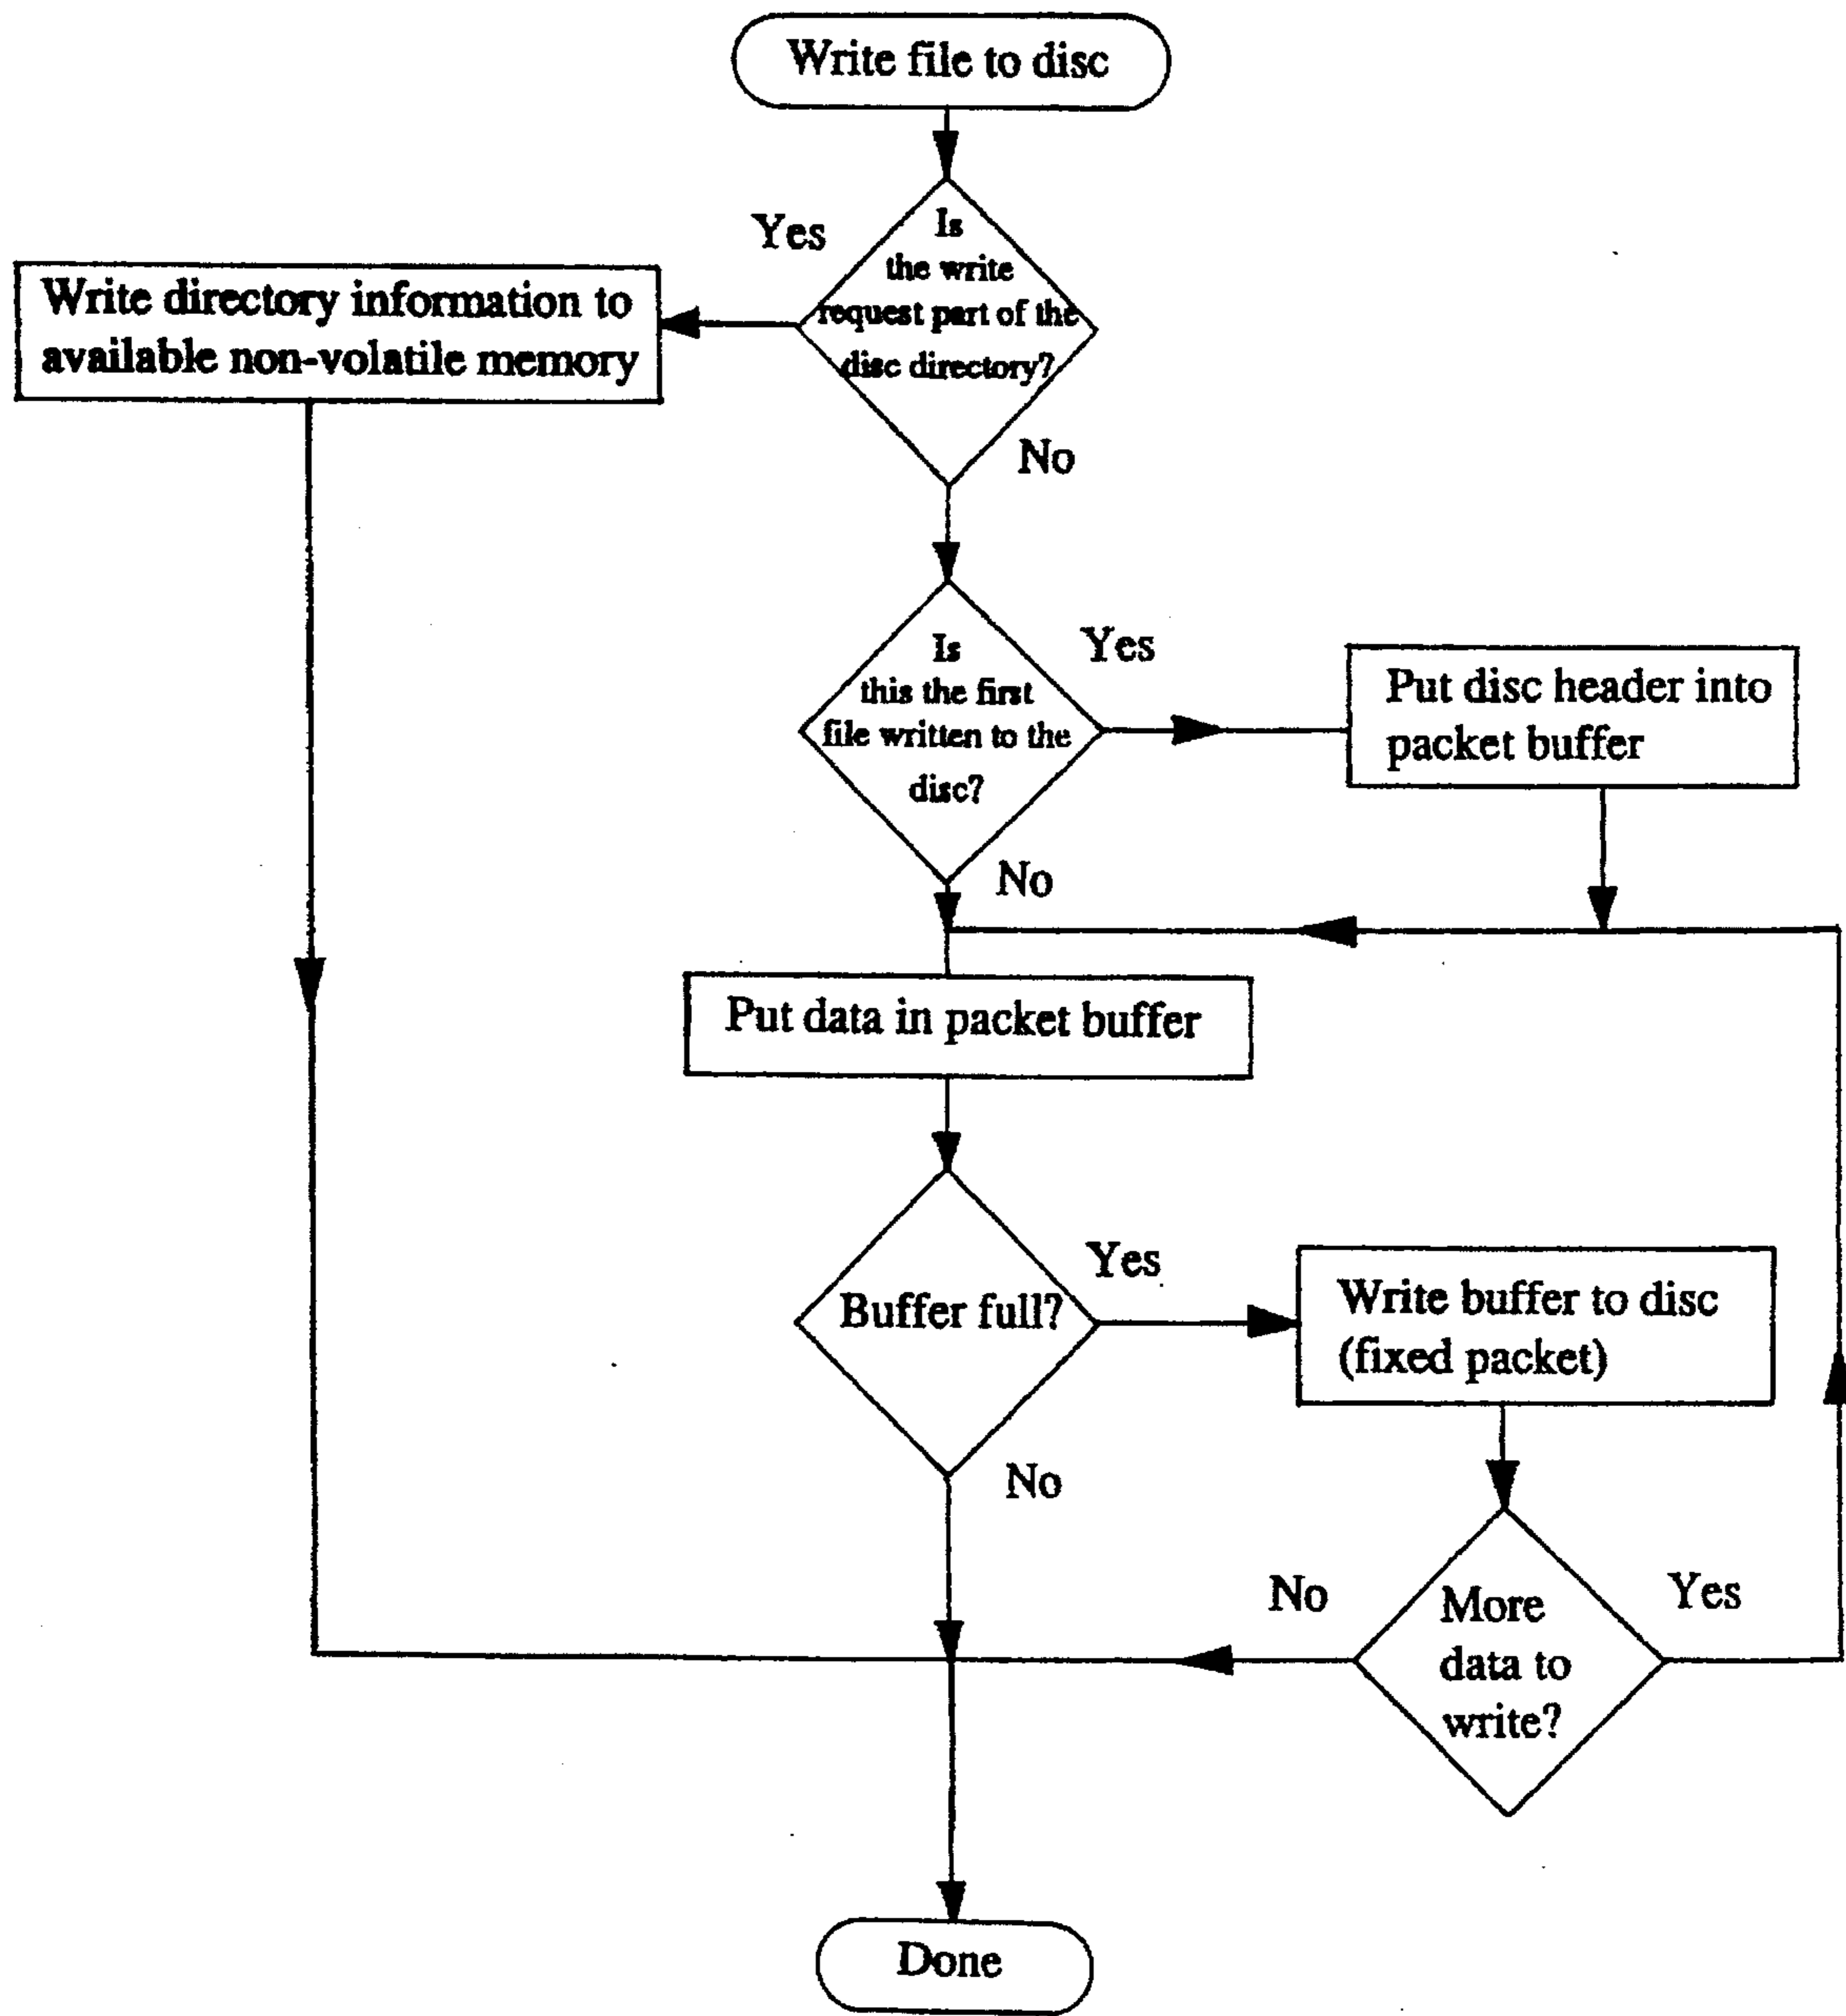 Write file to disc
Yes
Is
the write
request part of the
disc directory?
Write directory information to
available non-volatile memory
No
Is
this the first
file written to the
disc?
Yes
Put disc header into
packet buffer
No
Put data in packet buffer
Buffer full?
Yes
Write buffer to disc
(fixed packet)
No
No
More
data to
write?
Yes
Done